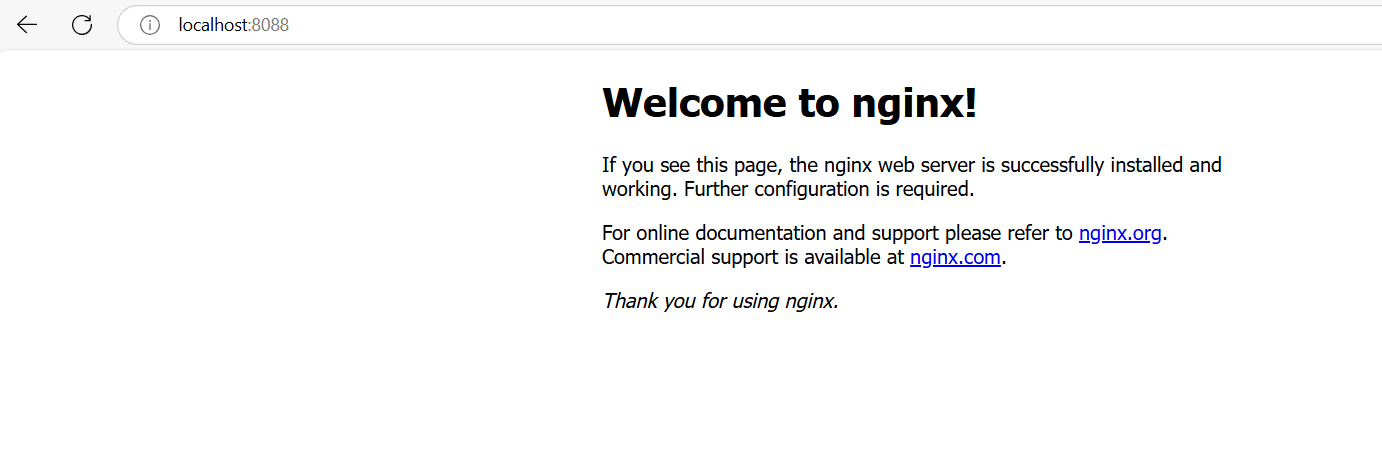 localhost:8088
Welcome to nginx!
If you see this page, the nginx web server is successfully installed and
working. Further configuration is required.
For online documentation and support please refer to nginx.org.
Commercial support is available at nginx.com.
Thank you for using nginx.